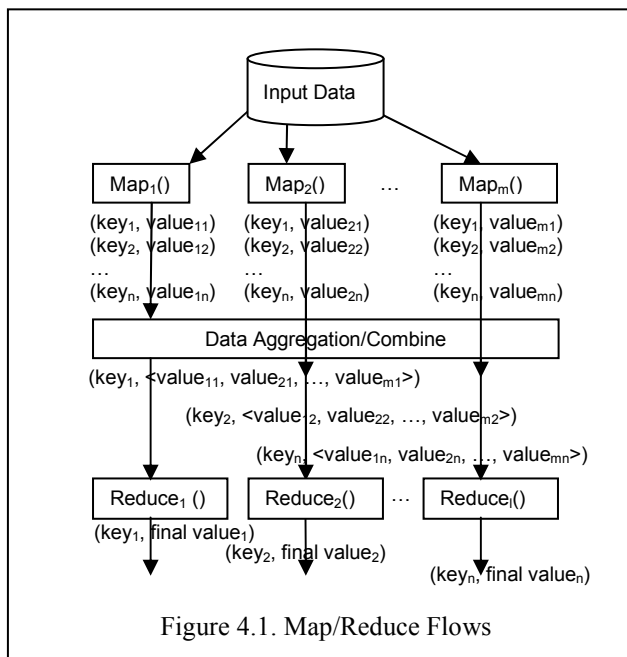 Input Data
Map₁() Map₂() … Mapₘ()
(key₁, value₁₁) (key₁, value₂₁) (key₁, valueₘ₁)
(key₂, value₁₂) (key₂, value₂₂) (key₂, valueₘ₂)
… … …
(keyₙ, value₁ₙ) (keyₙ, value₂ₙ) (keyₙ, valueₘₙ)
Data Aggregation/Combine
(key₁, <value₁₁, value₂₁, …, valueₘ₁>)
(key₂, <value₁₂, value₂₂, …, valueₘ₂>)
(keyₙ, <value₁ₙ, value₂ₙ, …, valueₘₙ>)
Reduce₁ () Reduce₂() … Reduceₗ()
(key₁, final value₁)
(key₂, final value₂)
(keyₙ, final valueₙ)
Figure 4.1. Map/Reduce Flows